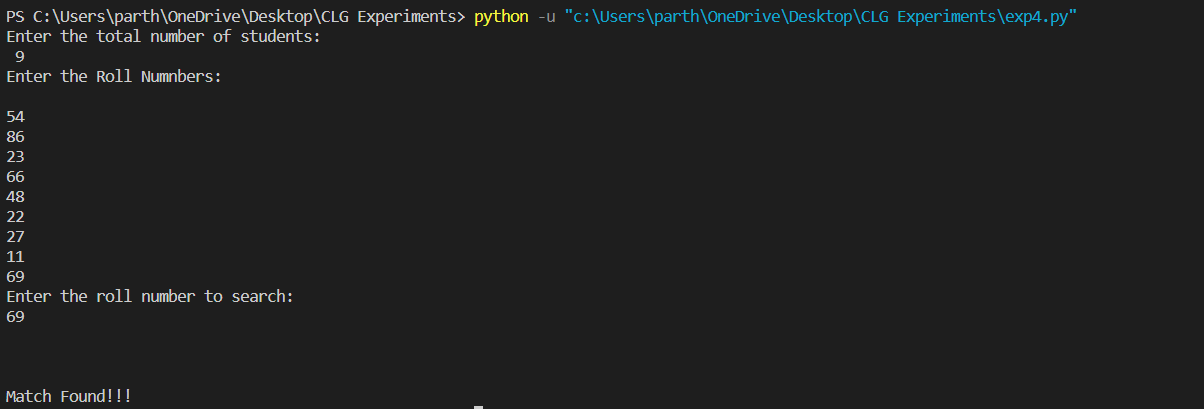 PS C:\Users\parth\OneDrive\Desktop\CLG Experiments> python -u "c:\Users\parth\OneDrive\Desktop\CLG Experiments\exp4.py"
Enter the total number of students:
9
Enter the Roll Numnbers:
54
86
23
66
48
22
27
11
69
Enter the roll number to search:
69
Match Found!!!